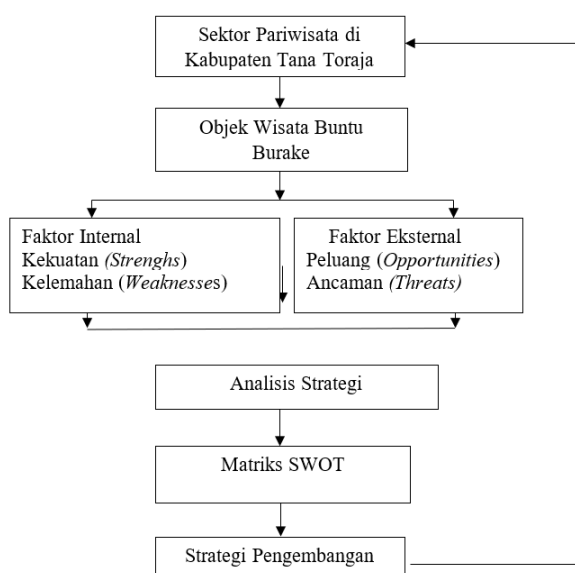 Sektor Pariwisata di
Kabupaten Tana Toraja
Objek Wisata Buntu
Burake
Faktor Internal
Kekuatan (Strenghs)
Kelemahan (Weaknesses)
Faktor Eksternal
Peluang (Opportunities)
Ancaman (Threats)
Analisis Strategi
Matriks SWOT
Strategi Pengembangan